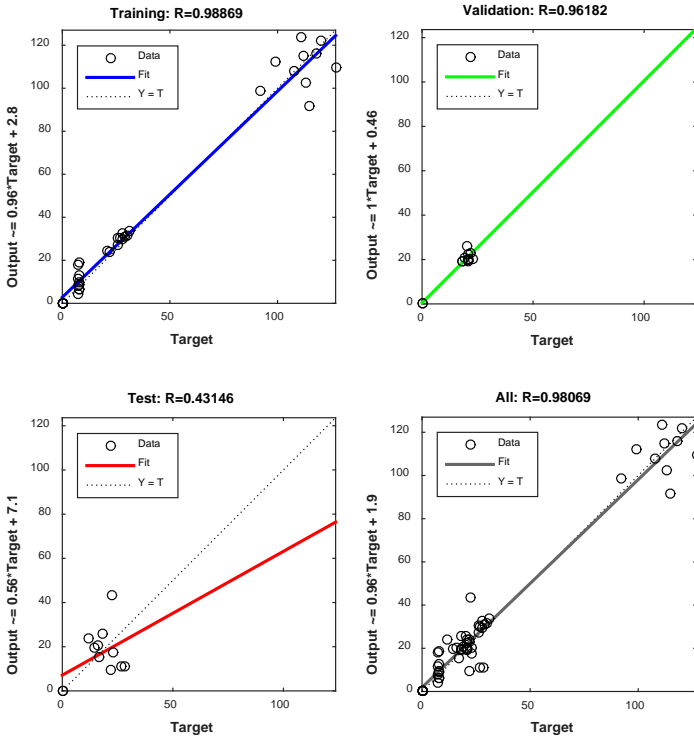 Training: R=0.98869
Output ~= 0.96*Target + 2.8
120
100
80
60
40
20
0
Data
Fit
Y = T
0
50
100
Target
Validation: R=0.96182
Output ~= 1*Target + 0.46
120
100
80
60
40
20
0
Data
Fit
Y = T
0
50
100
Target
Test: R=0.43146
Output ~= 0.56*Target + 7.1
120
100
80
60
40
20
0
Data
Fit
Y = T
0
50
100
Target
All: R=0.98069
Output ~= 0.96*Target + 1.9
120
100
80
60
40
20
0
Data
Fit
Y = T
0
50
100
Target